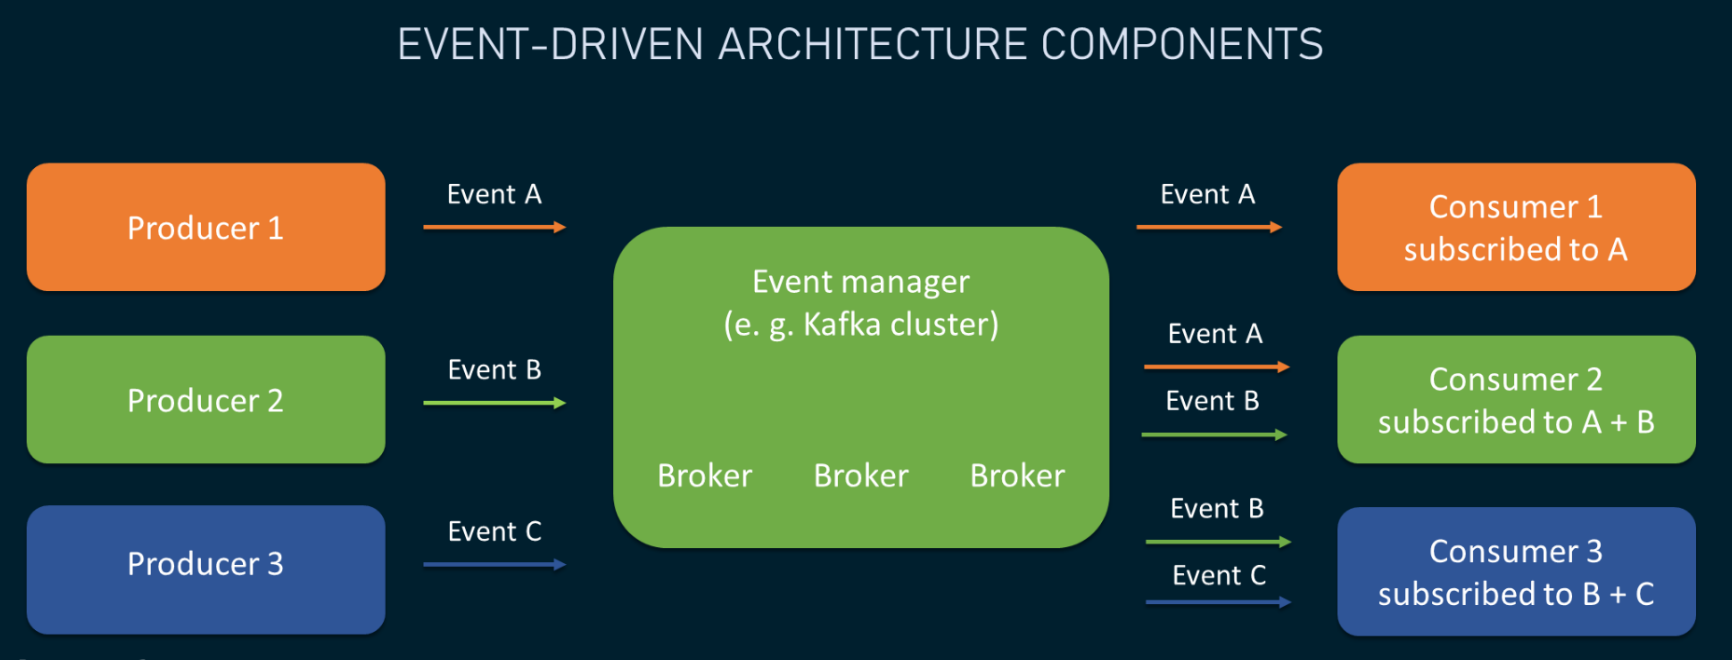 EVENT-DRIVEN ARCHITECTURE COMPONENTS
Producer 1
Event A
Event A
Consumer 1
subscribed to A
Event manager
(e. g. Kafka cluster)
Producer 2
Event B
Event A
Event B
Consumer 2
subscribed to A + B
Broker Broker Broker
Producer 3
Event C
Event B
Event C
Consumer 3
subscribed to B + C